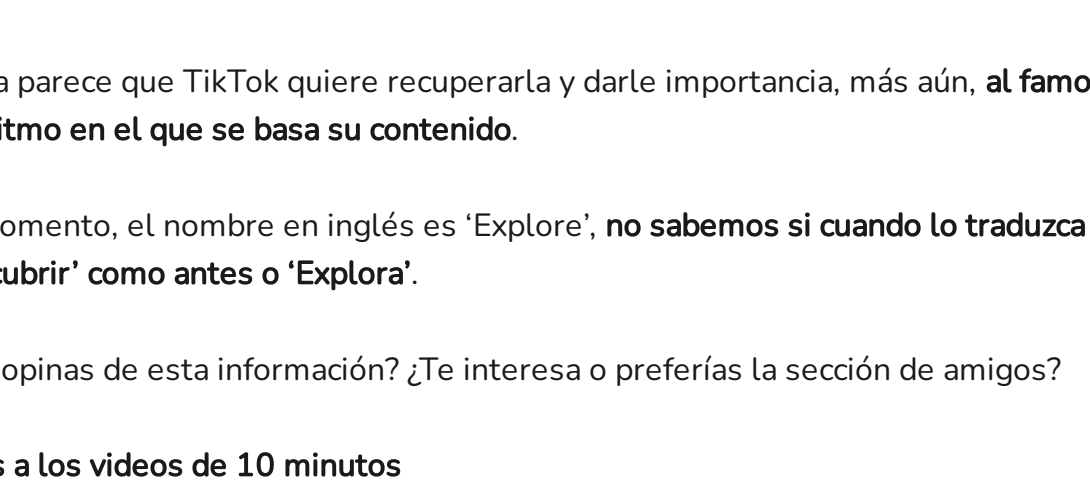 a parece que TikTok quiere recuperarla y darle importancia, más aún, al famo
itmo en el que se basa su contenido.
omento, el nombre en inglés es ‘Explore’, no sabemos si cuando lo traduzca
cubrir’ como antes o ‘Explora’.
opinas de esta información? ¿Te interesa o preferías la sección de amigos?
s a los videos de 10 minutos